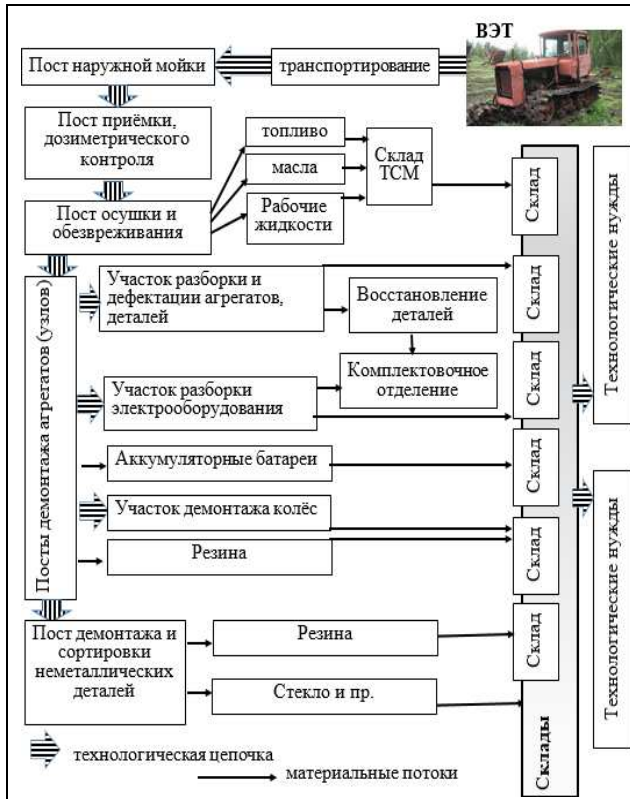 ВЭТ
Пост наружной мойки
транспортирование
Пост приёмки,
дозиметрического
контроля
топливо
масла
Рабочие
жидкости
Склад
ТСМ
Пост осушки и
обезвреживания
Посты демонтажа агрегатов (узлов)
Участок разборки и
дефектации агрегатов,
деталей
Восстановление
деталей
Комплектовочное
отделение
Участок разборки
электрооборудования
Аккумуляторные батареи
Участок демонтажа колёс
Резина
Пост демонтажа и
сортировки
неметаллических
деталей
Резина
Стекло и пр.
Склад
Склад
Склад
Склад
Склад
Склад
Склады
Технологические нужды
Технологические нужды
технологическая цепочка
материальные потоки